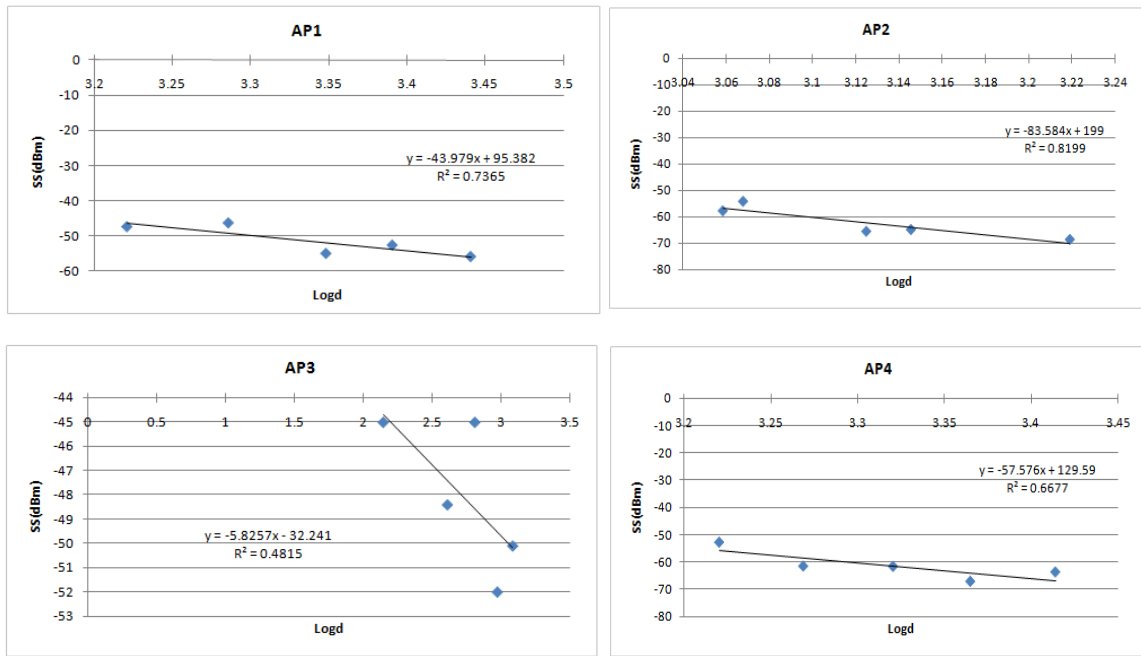 AP1
0
3.2 3.25 3.3 3.35 3.4 3.45 3.5
-10
-20
-30
-40
-50
-60
SS(dBm)
y = -43.979x + 95.382
R² = 0.7365
Logd
AP2
0
3.04 3.06 3.08 3.1 3.12 3.14 3.16 3.18 3.2 3.22 3.24
-10
-20
-30
-40
-50
-60
-70
-80
SS(dBm)
y = -83.584x + 199
R² = 0.8199
Logd
AP3
-44
0 0.5 1 1.5 2 2.5 3 3.5
-45
-46
-47
-48
-49
-50
-51
-52
-53
SS(dBm)
y = -5.8257x - 32.241
R² = 0.4815
Logd
AP4
0
3.2 3.25 3.3 3.35 3.4 3.45
-10
-20
-30
-40
-50
-60
-70
-80
SS(dBm)
y = -57.576x + 129.59
R² = 0.6677
Logd